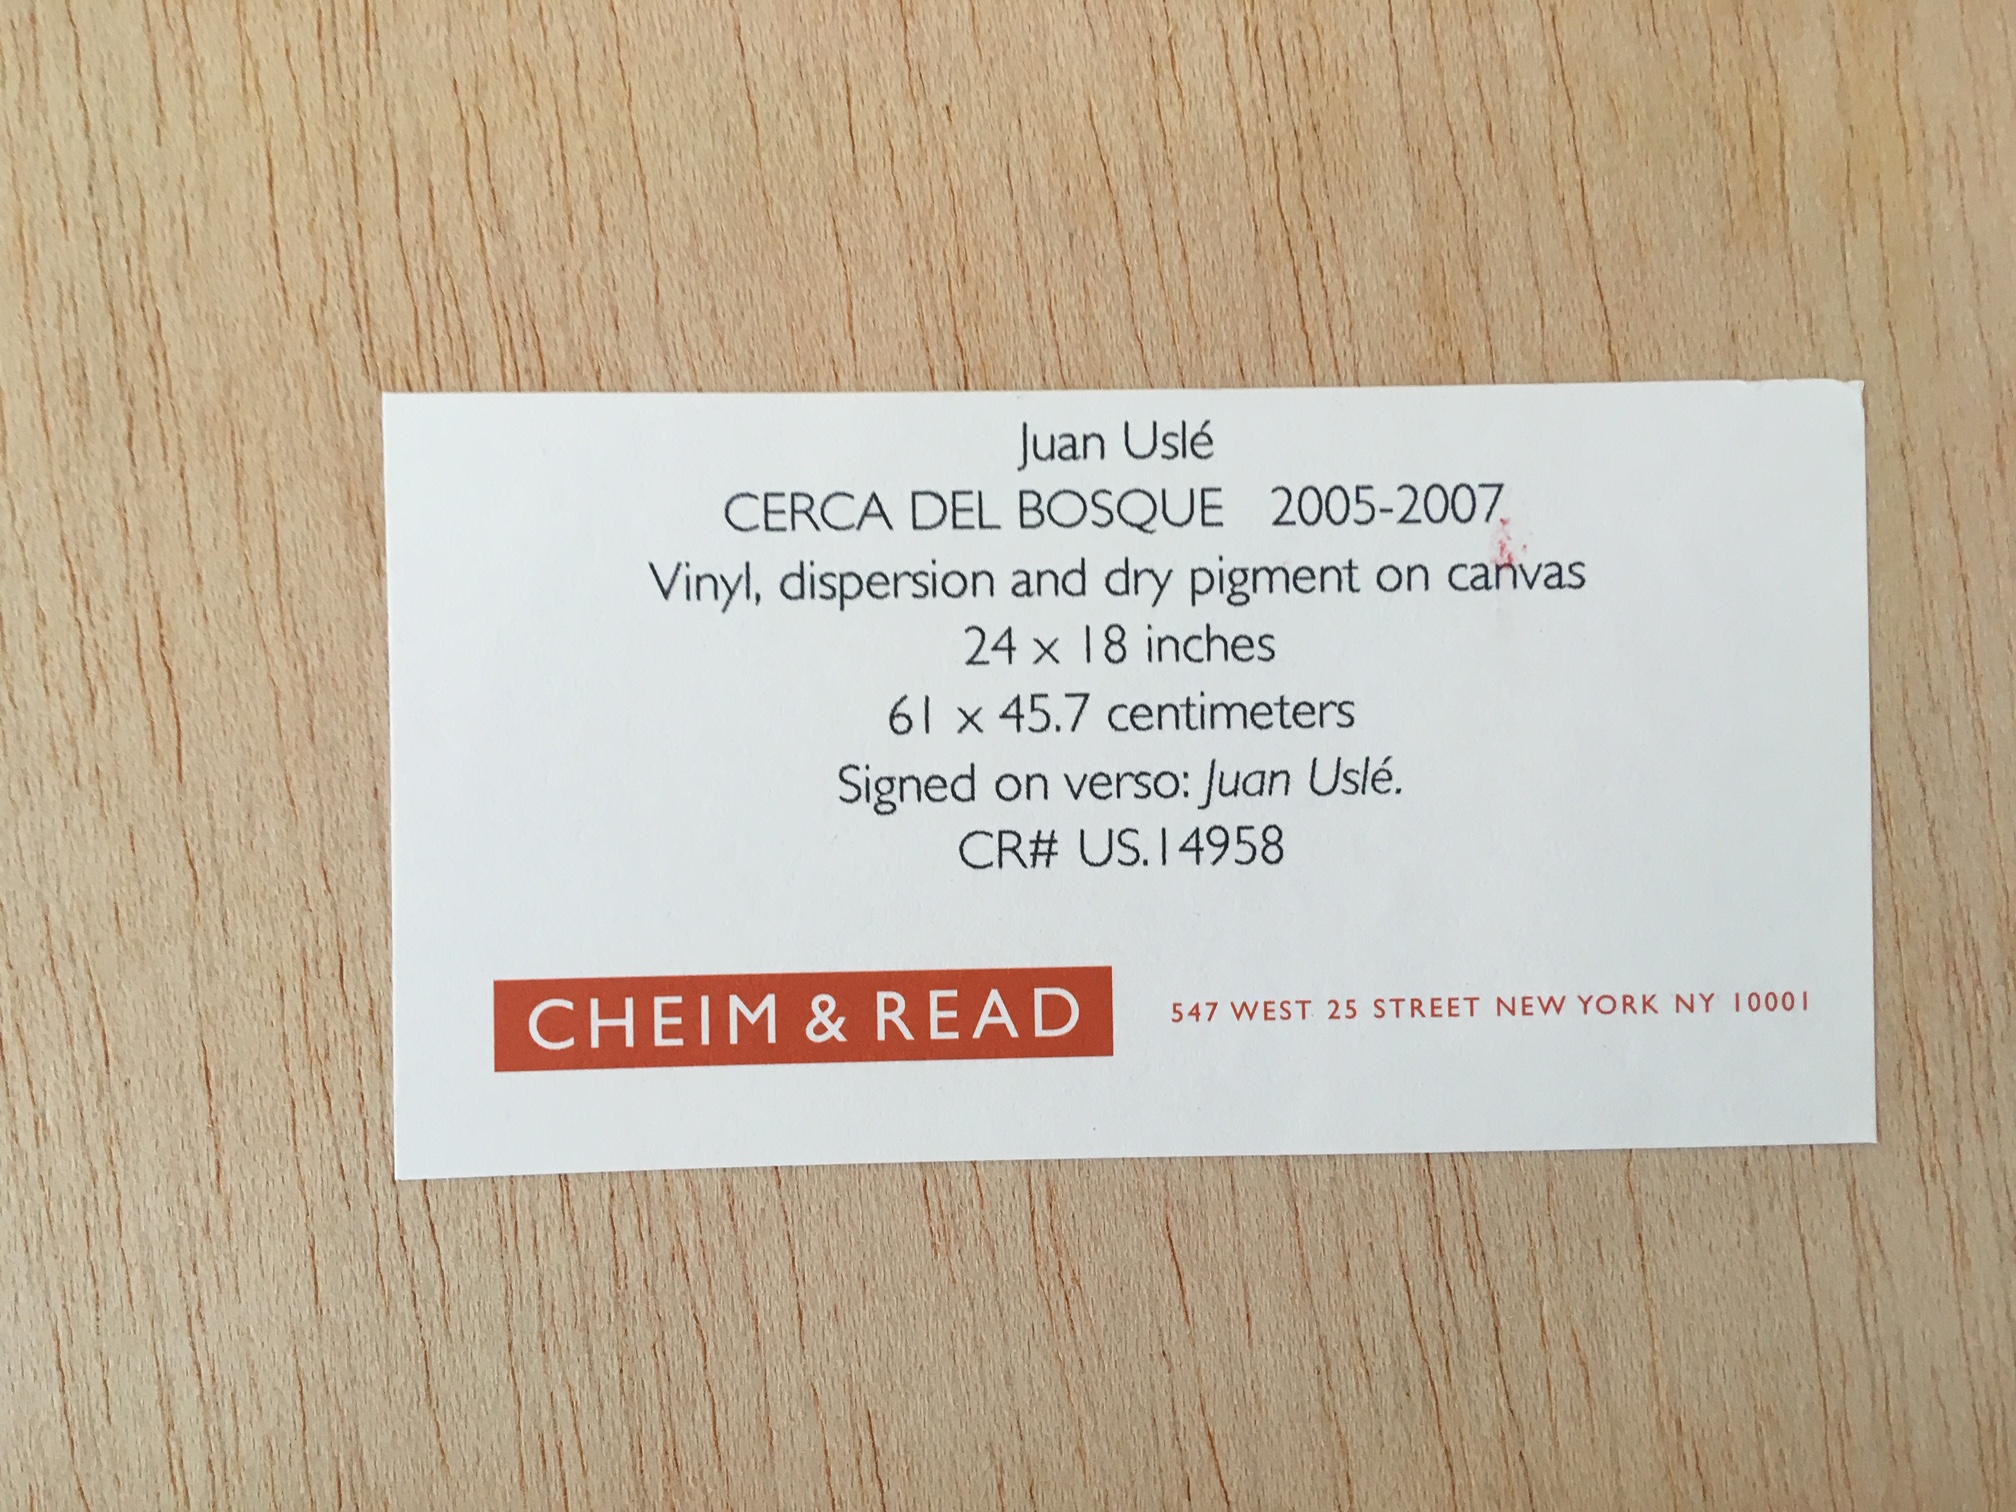 Juan Uslé
CERCA DEL BOSQUE 2005-2007
Vinyl, dispersion and dry pigment on canvas
24 x 18 inches
61 x 45.7 centimeters
Signed on verso: Juan Uslé.
CR# US.14958
CHEIM & READ
547 WEST 25 STREET NEW YORK NY 10001